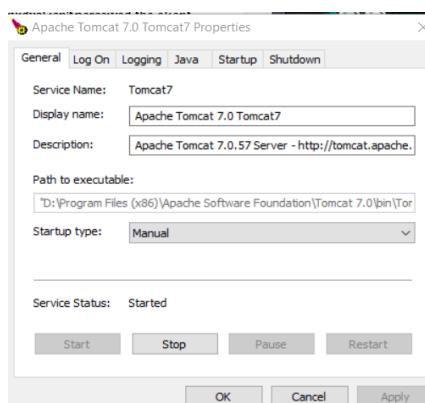 Apache Tomcat 7.0 Tomcat7 Properties
General Log On Logging Java Startup Shutdown
Service Name: Tomcat7
Display name: Apache Tomcat 7.0 Tomcat7
Description: Apache Tomcat 7.0.57 Server - http://tomcat.apache.
Path to executable:
"D:\Program Files (x86)\Apache Software Foundation\Tomcat 7.0\bin\Tor
Startup type: Manual
Service Status: Started
Start Stop Pause Restart
OK Cancel Apply